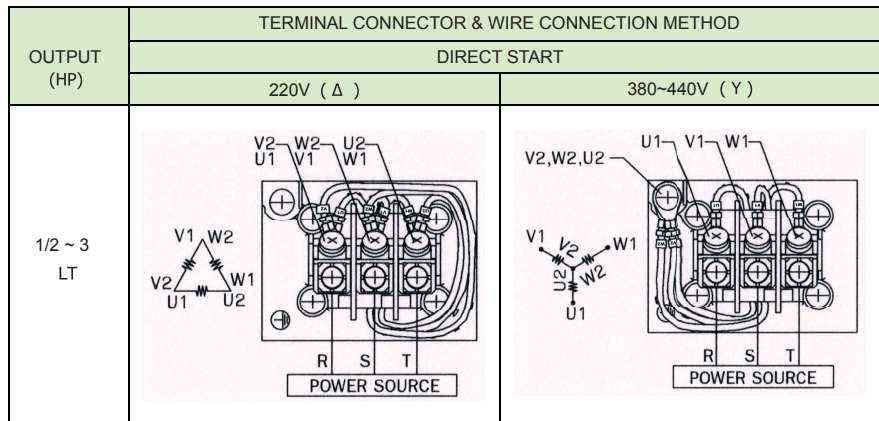 OUTPUT
(HP)
TERMINAL CONNECTOR & WIRE CONNECTION METHOD
DIRECT START
220V ( Δ )
380~440V ( Y )
1/2 ~ 3
LT
V2 W2 U2
U1 V1 W1
V1 W2
V2 W1
U1 U2
R S T
POWER SOURCE
U1 V1 W1
V2,W2,U2
V1 V2 W1
U2 W2
U1
R S T
POWER SOURCE